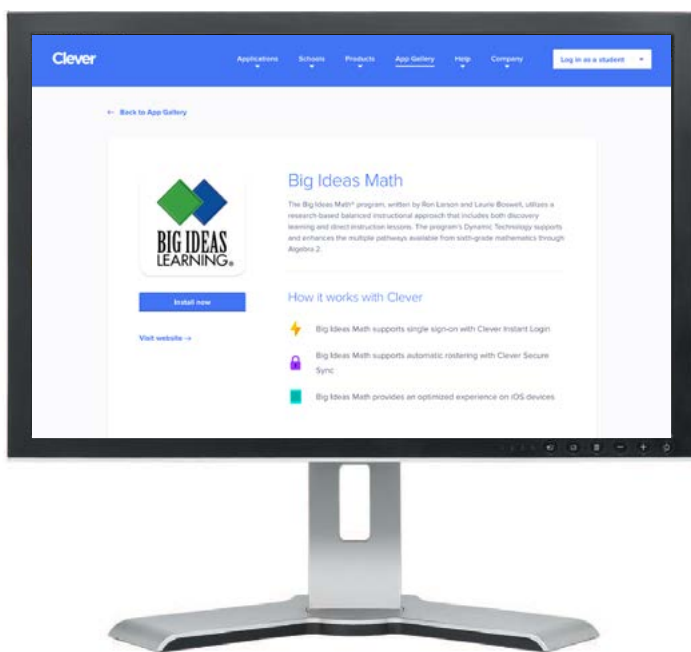 Clever
Applications Schools Products App Gallery Help Company Log in as a student
← Back to App Gallery
Big Ideas Math
The Big Ideas Math® program, written by Ron Larson and Laurie Boswell, utilizes a
research based balanced instructional approach that includes both discovery
learning and direct instruction lessons. The program's Dynamic Technology supports
and enhances the multiple pathways available from sixth-grade mathematics through
Algebra 2.
BIG IDEAS
LEARNING®
Install now
Visit website →
How it works with Clever
Big Ideas Math supports single sign-on with Clever Instant Login
Big Ideas Math supports automatic rostering with Clever Secure
Sync
Big Ideas Math provides an optimized experience on iOS devices